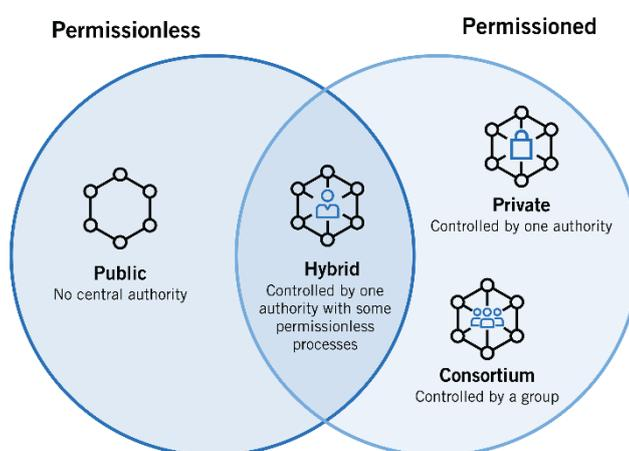 Permissionless
Permissioned
Public
No central authority
Hybrid
Controlled by one
authority with some
permissionless
processes
Private
Controlled by one authority
Consortium
Controlled by a group